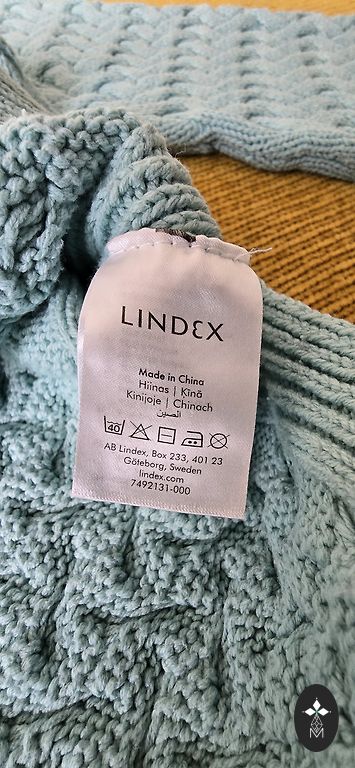 LINDEX
Made in China
Hiinas | Ķīnā
Kinijoje | Chinach
الصين
40
AB Lindex, Box 233, 401 23
Göteborg, Sweden
lindex.com
7492131-000
M